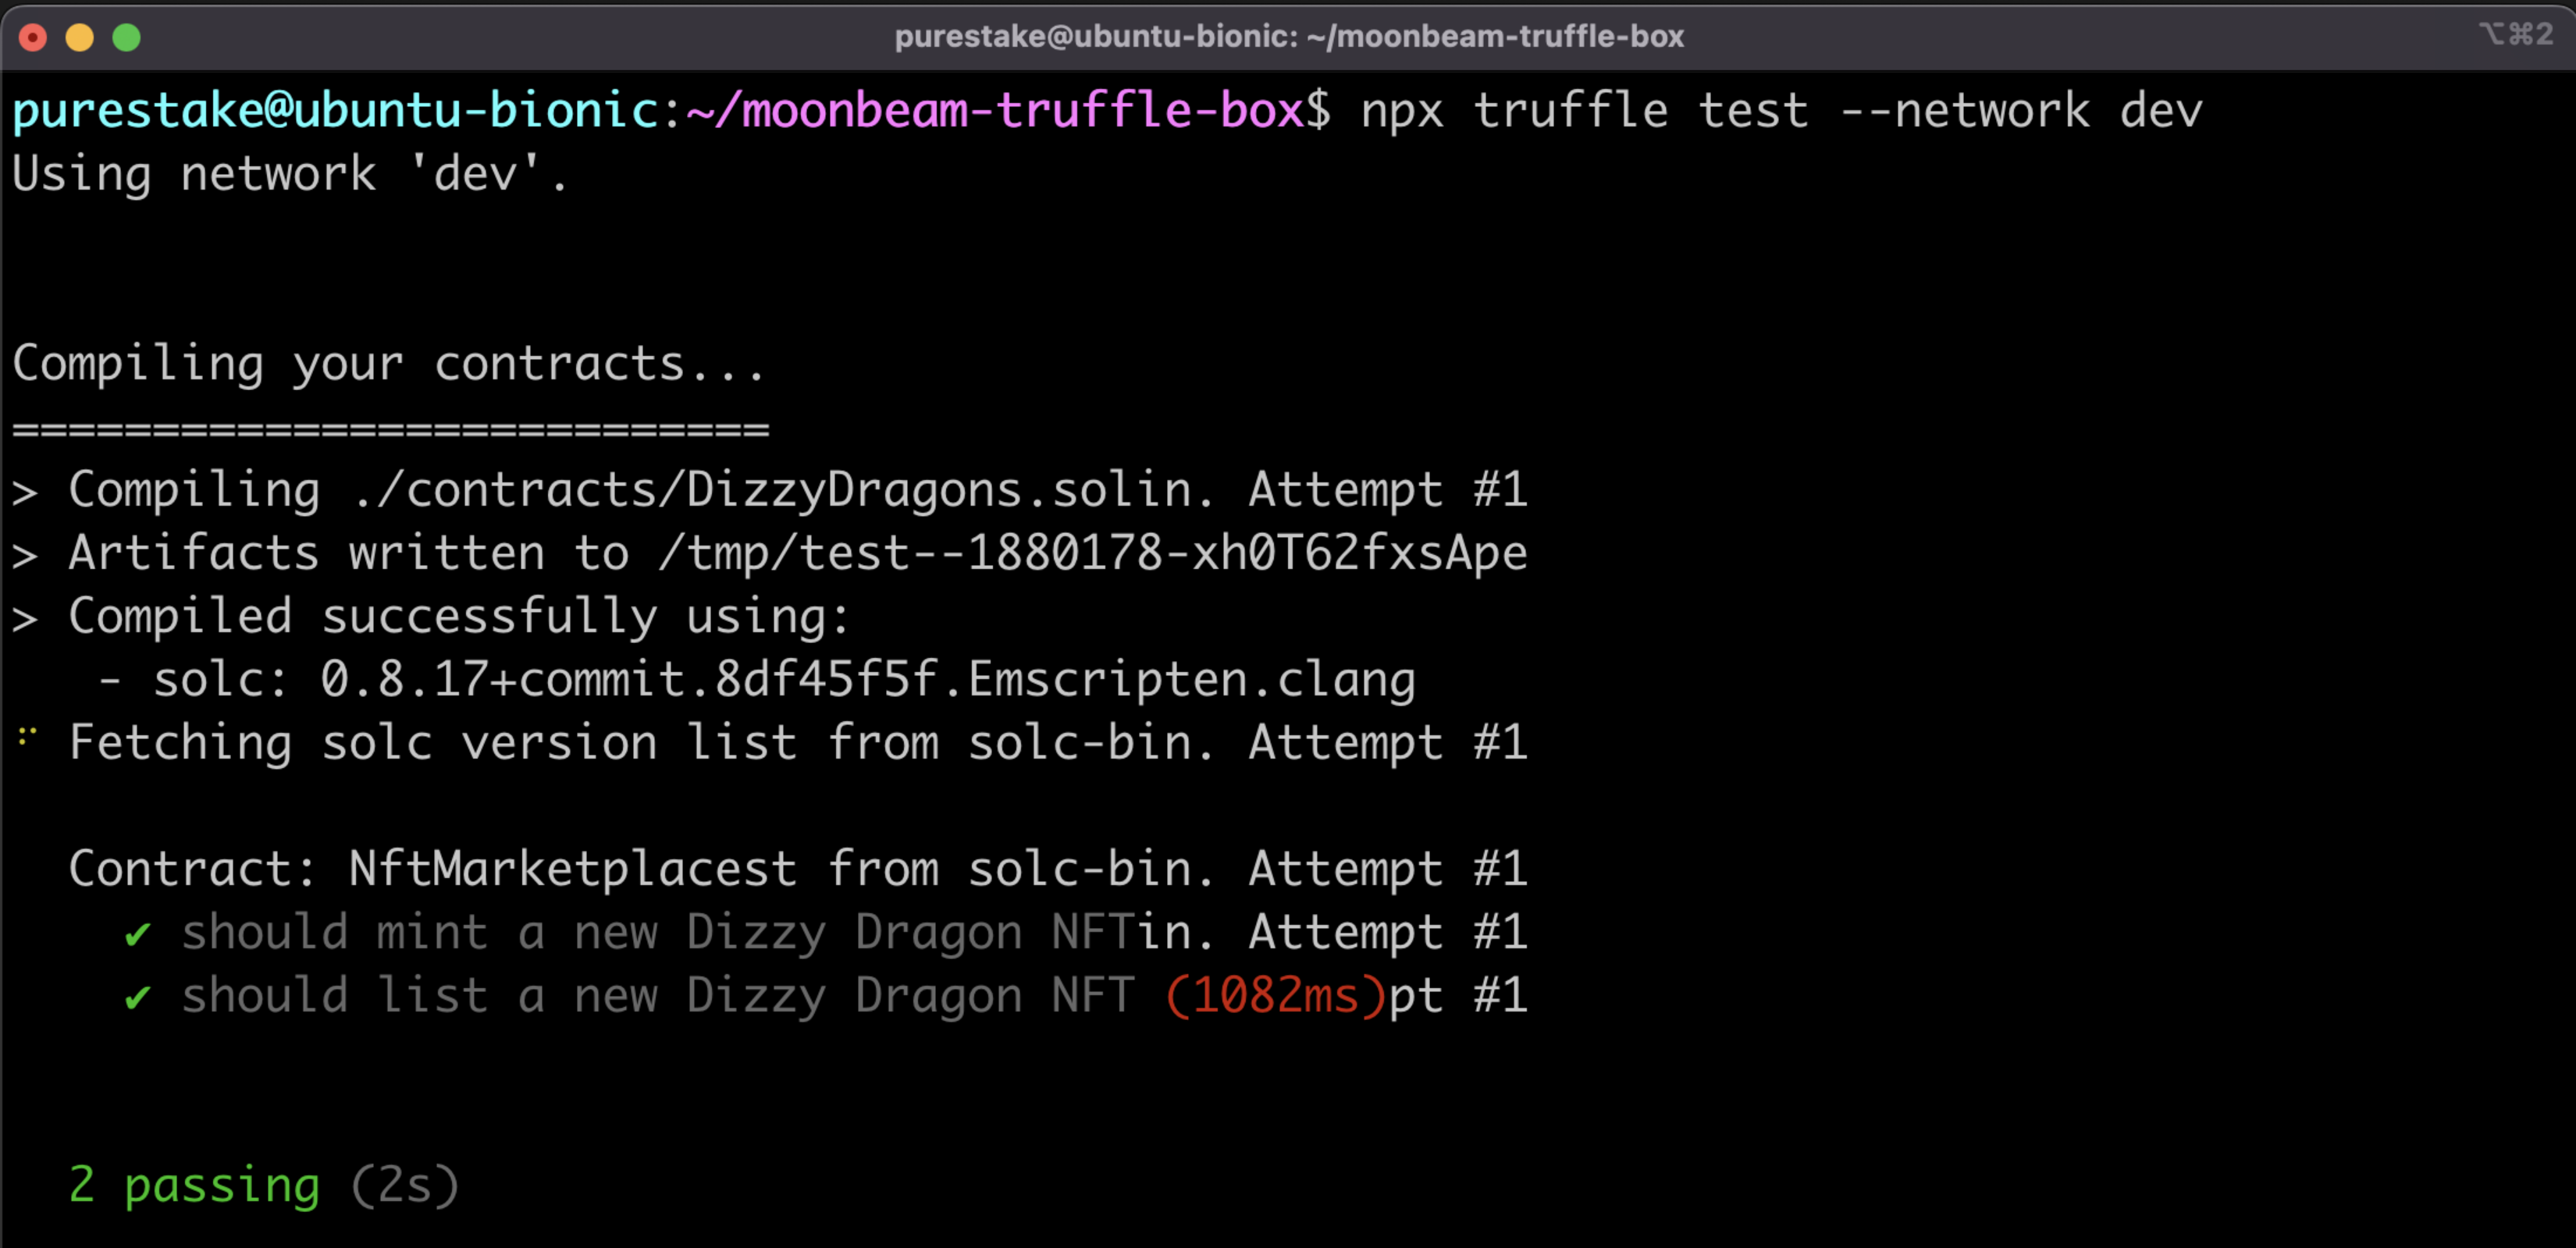 purestake@ubuntu-bionic: ~/moonbeam-truffle-box
⌥⌘2
purestake@ubuntu-bionic:~/moonbeam-truffle-box$ npx truffle test --network dev
Using network 'dev'.
Compiling your contracts...
===========================
> Compiling ./contracts/DizzyDragons.solin. Attempt #1
> Artifacts written to /tmp/test--1880178-xh0T62fxsApe
> Compiled successfully using:
- solc: 0.8.17+commit.8df45f5f.Emscripten.clang
⠋ Fetching solc version list from solc-bin. Attempt #1
Contract: NftMarketplacest from solc-bin. Attempt #1
✔ should mint a new Dizzy Dragon NFTin. Attempt #1
✔ should list a new Dizzy Dragon NFT (1082ms)pt #1
2 passing (2s)